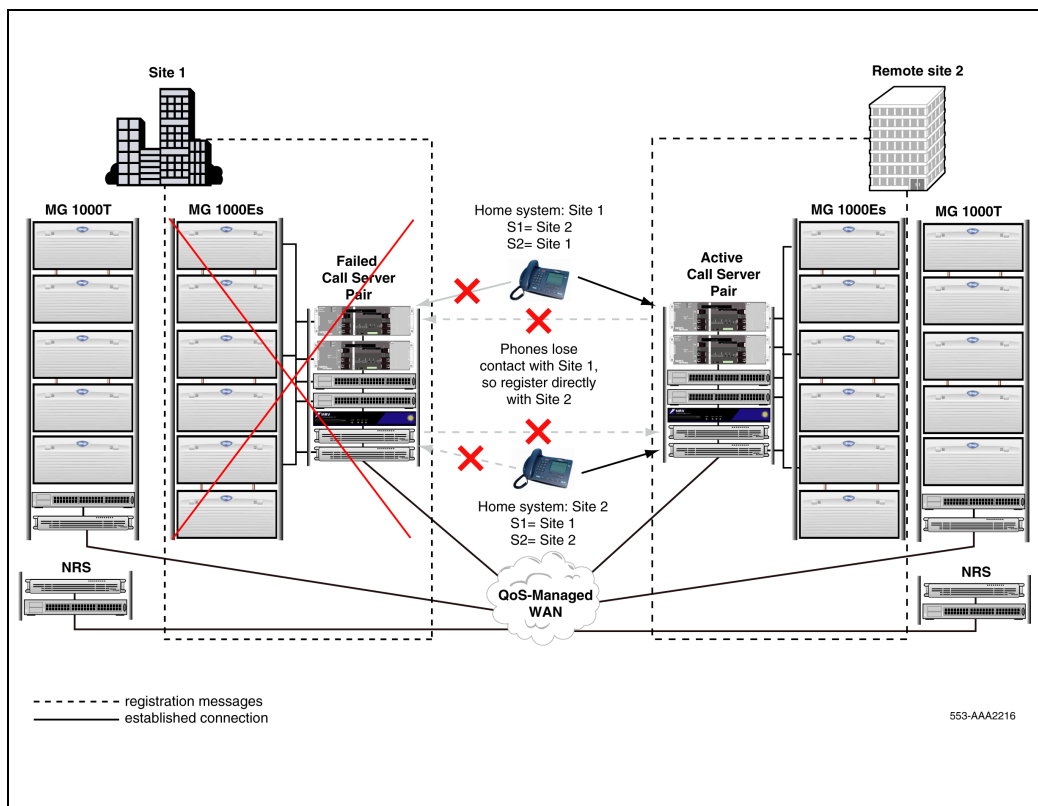 Site 1
Remote site 2
MG 1000T
MG 1000Es
Home system: Site 1
S1= Site 2
S2= Site 1
MG 1000Es
MG 1000T
Failed
Call Server
Pair
Active
Call Server
Pair
Phones lose
contact with Site 1,
so register directly
with Site 2
Home system: Site 2
S1= Site 1
S2= Site 2
NRS
QoS-Managed
WAN
NRS
registration messages
established connection
553-AAA2216